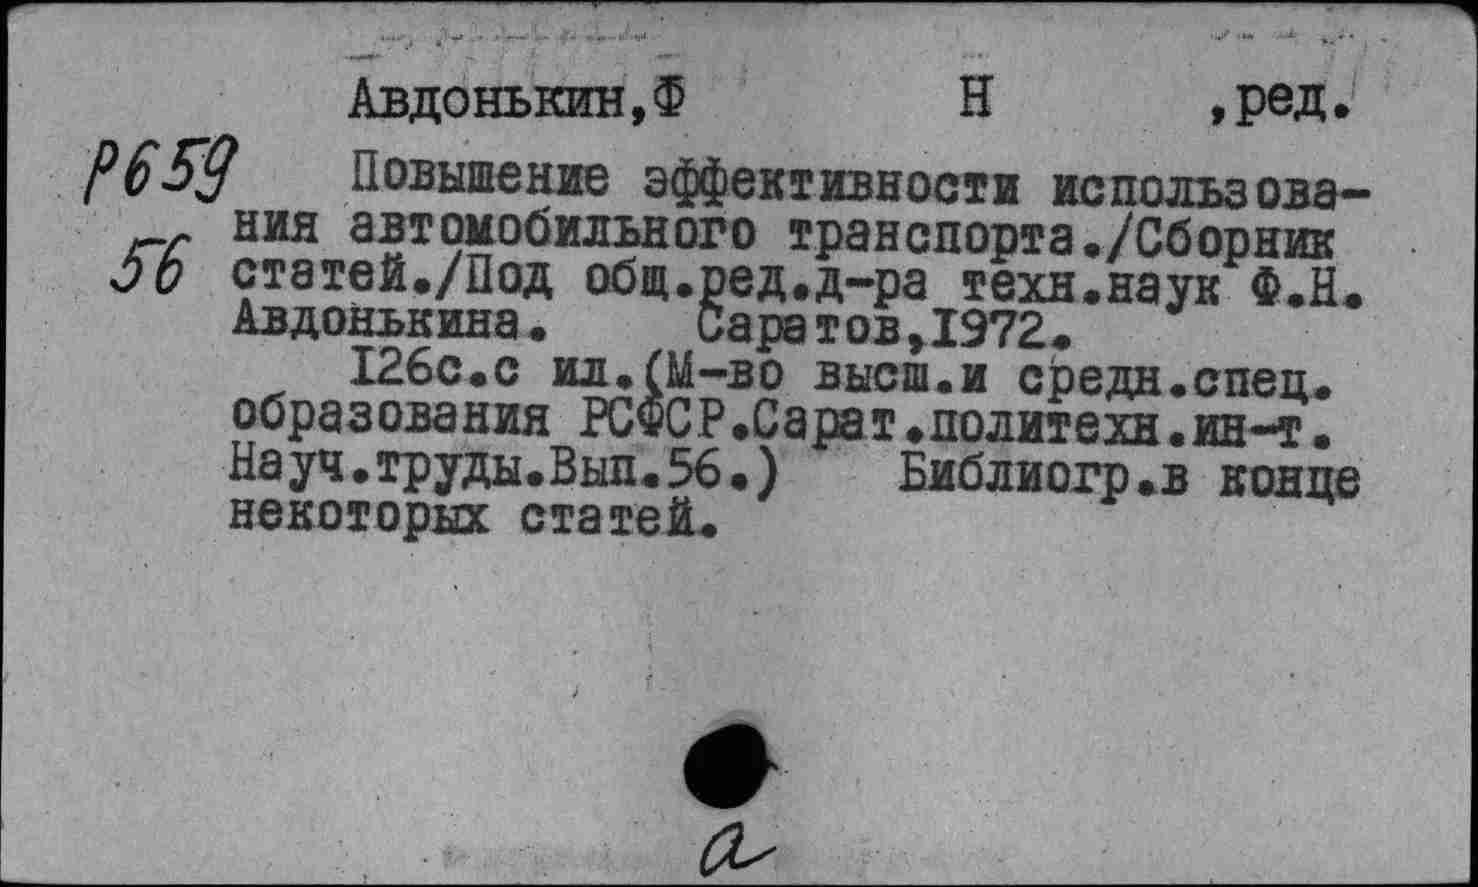 Авдонькин,Ф Н ,ред.
Р659 Повышение эффективности использова-
ния автомобильного транспорта./Сборник
56 статей./Под общ.ред.д-ра техн.наук Ф.Н.
Авдонькина. Саратов,1972.
126с.с ил.(М-во высш.и средн.спец.
образования РСФСР.Сарат.политехн.ин-т.
Науч.труды.Вып.56.) Библиогр.в конце
некоторых статей.
а